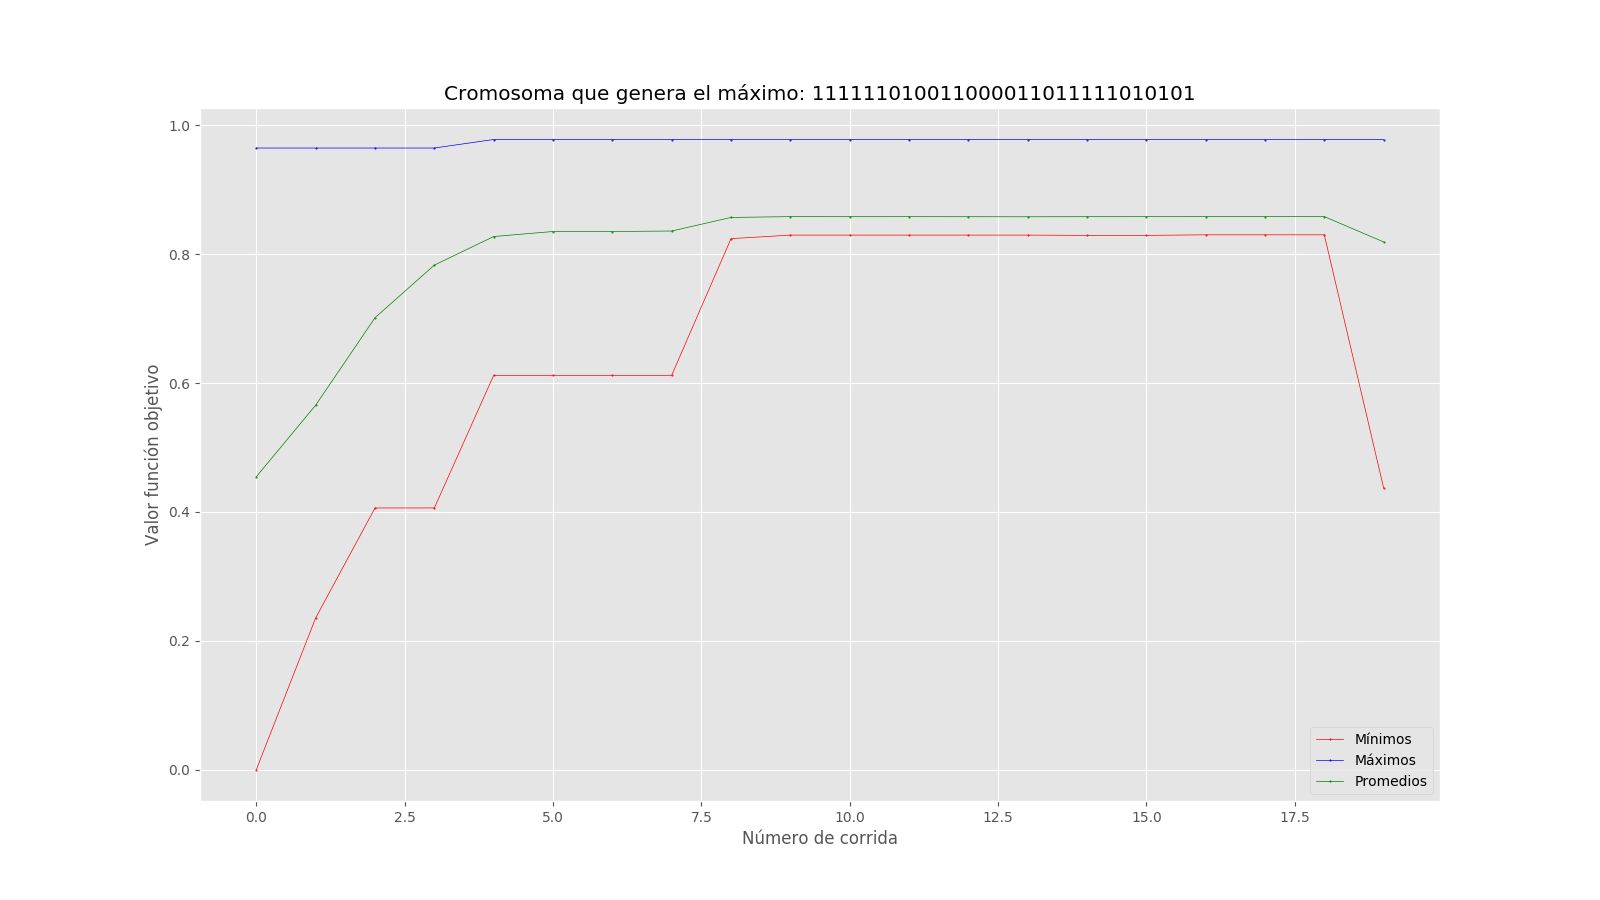 Cromosoma que genera el máximo: 111111010011000011011111010101
1.0
0.8
0.6
0.4
0.2
0.0
Valor función objetivo
0.0 2.5 5.0 7.5 10.0 12.5 15.0 17.5
Número de corrida
Mínimos
Máximos
Promedios